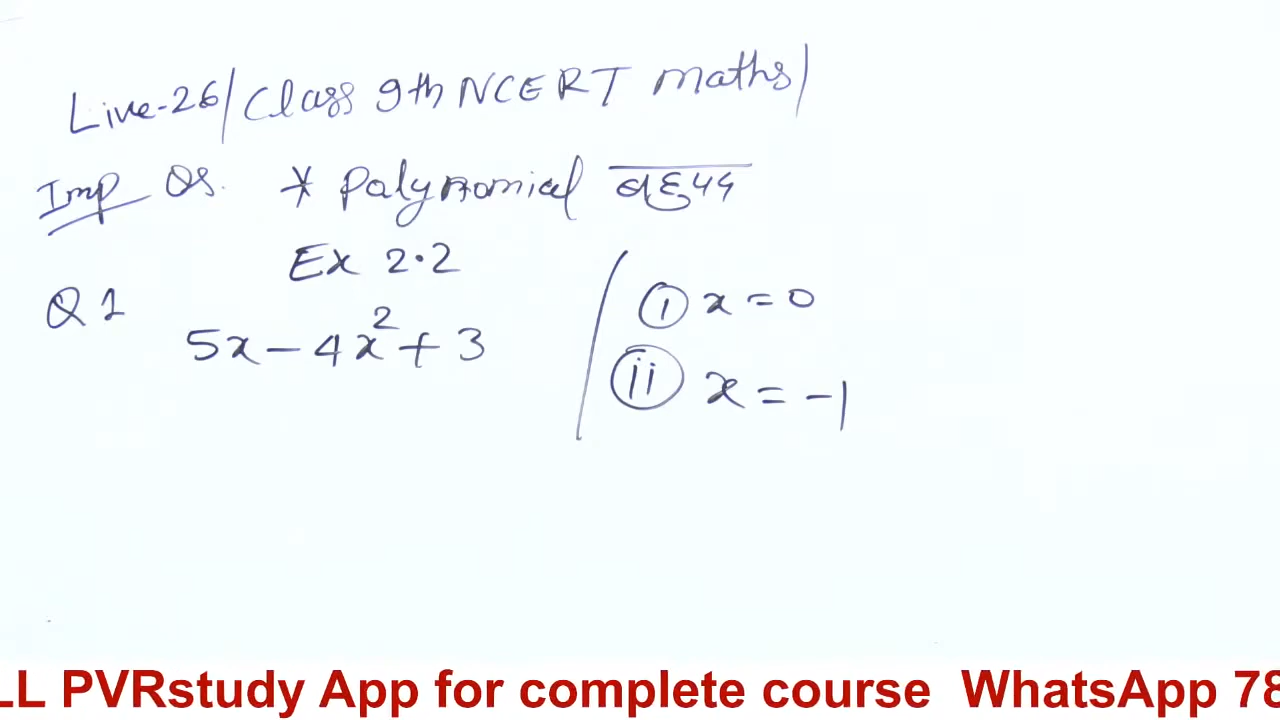 Live-26/Class 9th NCERT maths/
Imp Qs. * Polynomial बहुपद
Ex 2.2
Q1
5x-4x²+3
(i) x=0
(ii) x=-1
LL PVRstudy App for complete course WhatsApp 78